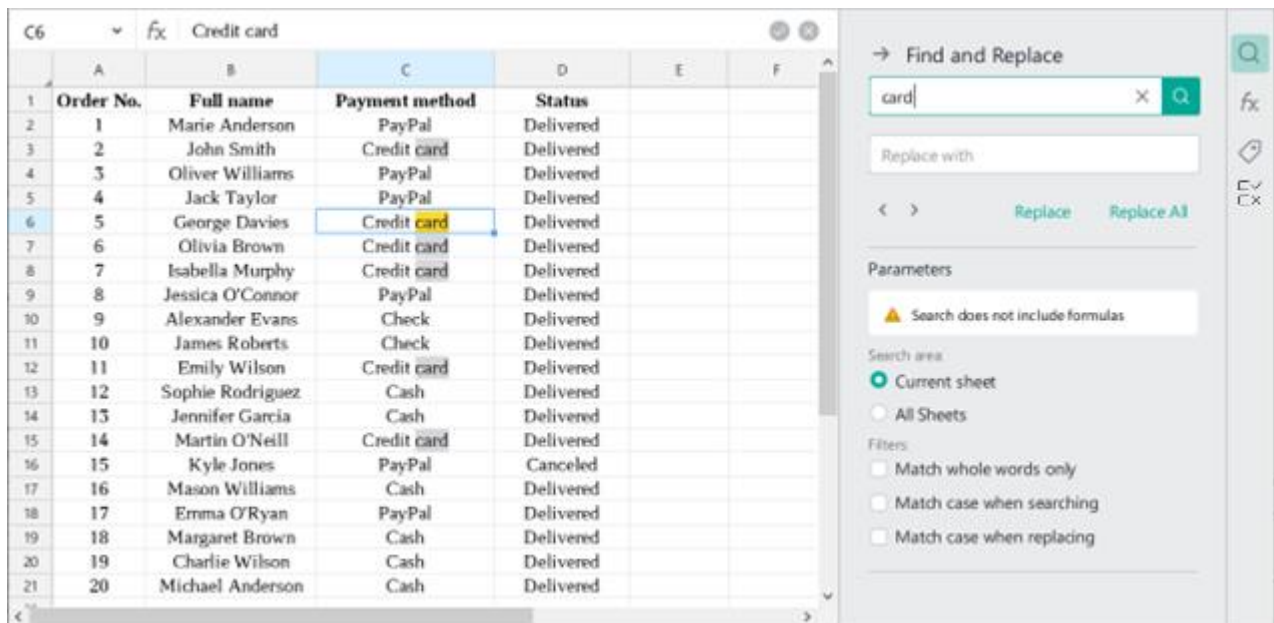 C6 fx Credit card
A B C D E F
1 Order No. Full name Payment method Status
2 1 Marie Anderson PayPal Delivered
3 2 John Smith Credit card Delivered
4 3 Oliver Williams PayPal Delivered
5 4 Jack Taylor PayPal Delivered
6 5 George Davies Credit card Delivered
7 6 Olivia Brown Credit card Delivered
8 7 Isabella Murphy Credit card Delivered
9 8 Jessica O'Connor PayPal Delivered
10 9 Alexander Evans Check Delivered
11 10 James Roberts Check Delivered
12 11 Emily Wilson Credit card Delivered
13 12 Sophie Rodriguez Cash Delivered
14 13 Jennifer Garcia Cash Delivered
15 14 Martin O'Neill Credit card Delivered
16 15 Kyle Jones PayPal Canceled
17 16 Mason Williams Cash Delivered
18 17 Emma O'Ryan PayPal Delivered
19 18 Margaret Brown Cash Delivered
20 19 Charlie Wilson Cash Delivered
21 20 Michael Anderson Cash Delivered
→ Find and Replace
card
Replace with
< > Replace Replace All
Parameters
Search does not include formulas
Search area
Current sheet
All Sheets
Filters
Match whole words only
Match case when searching
Match case when replacing
fx